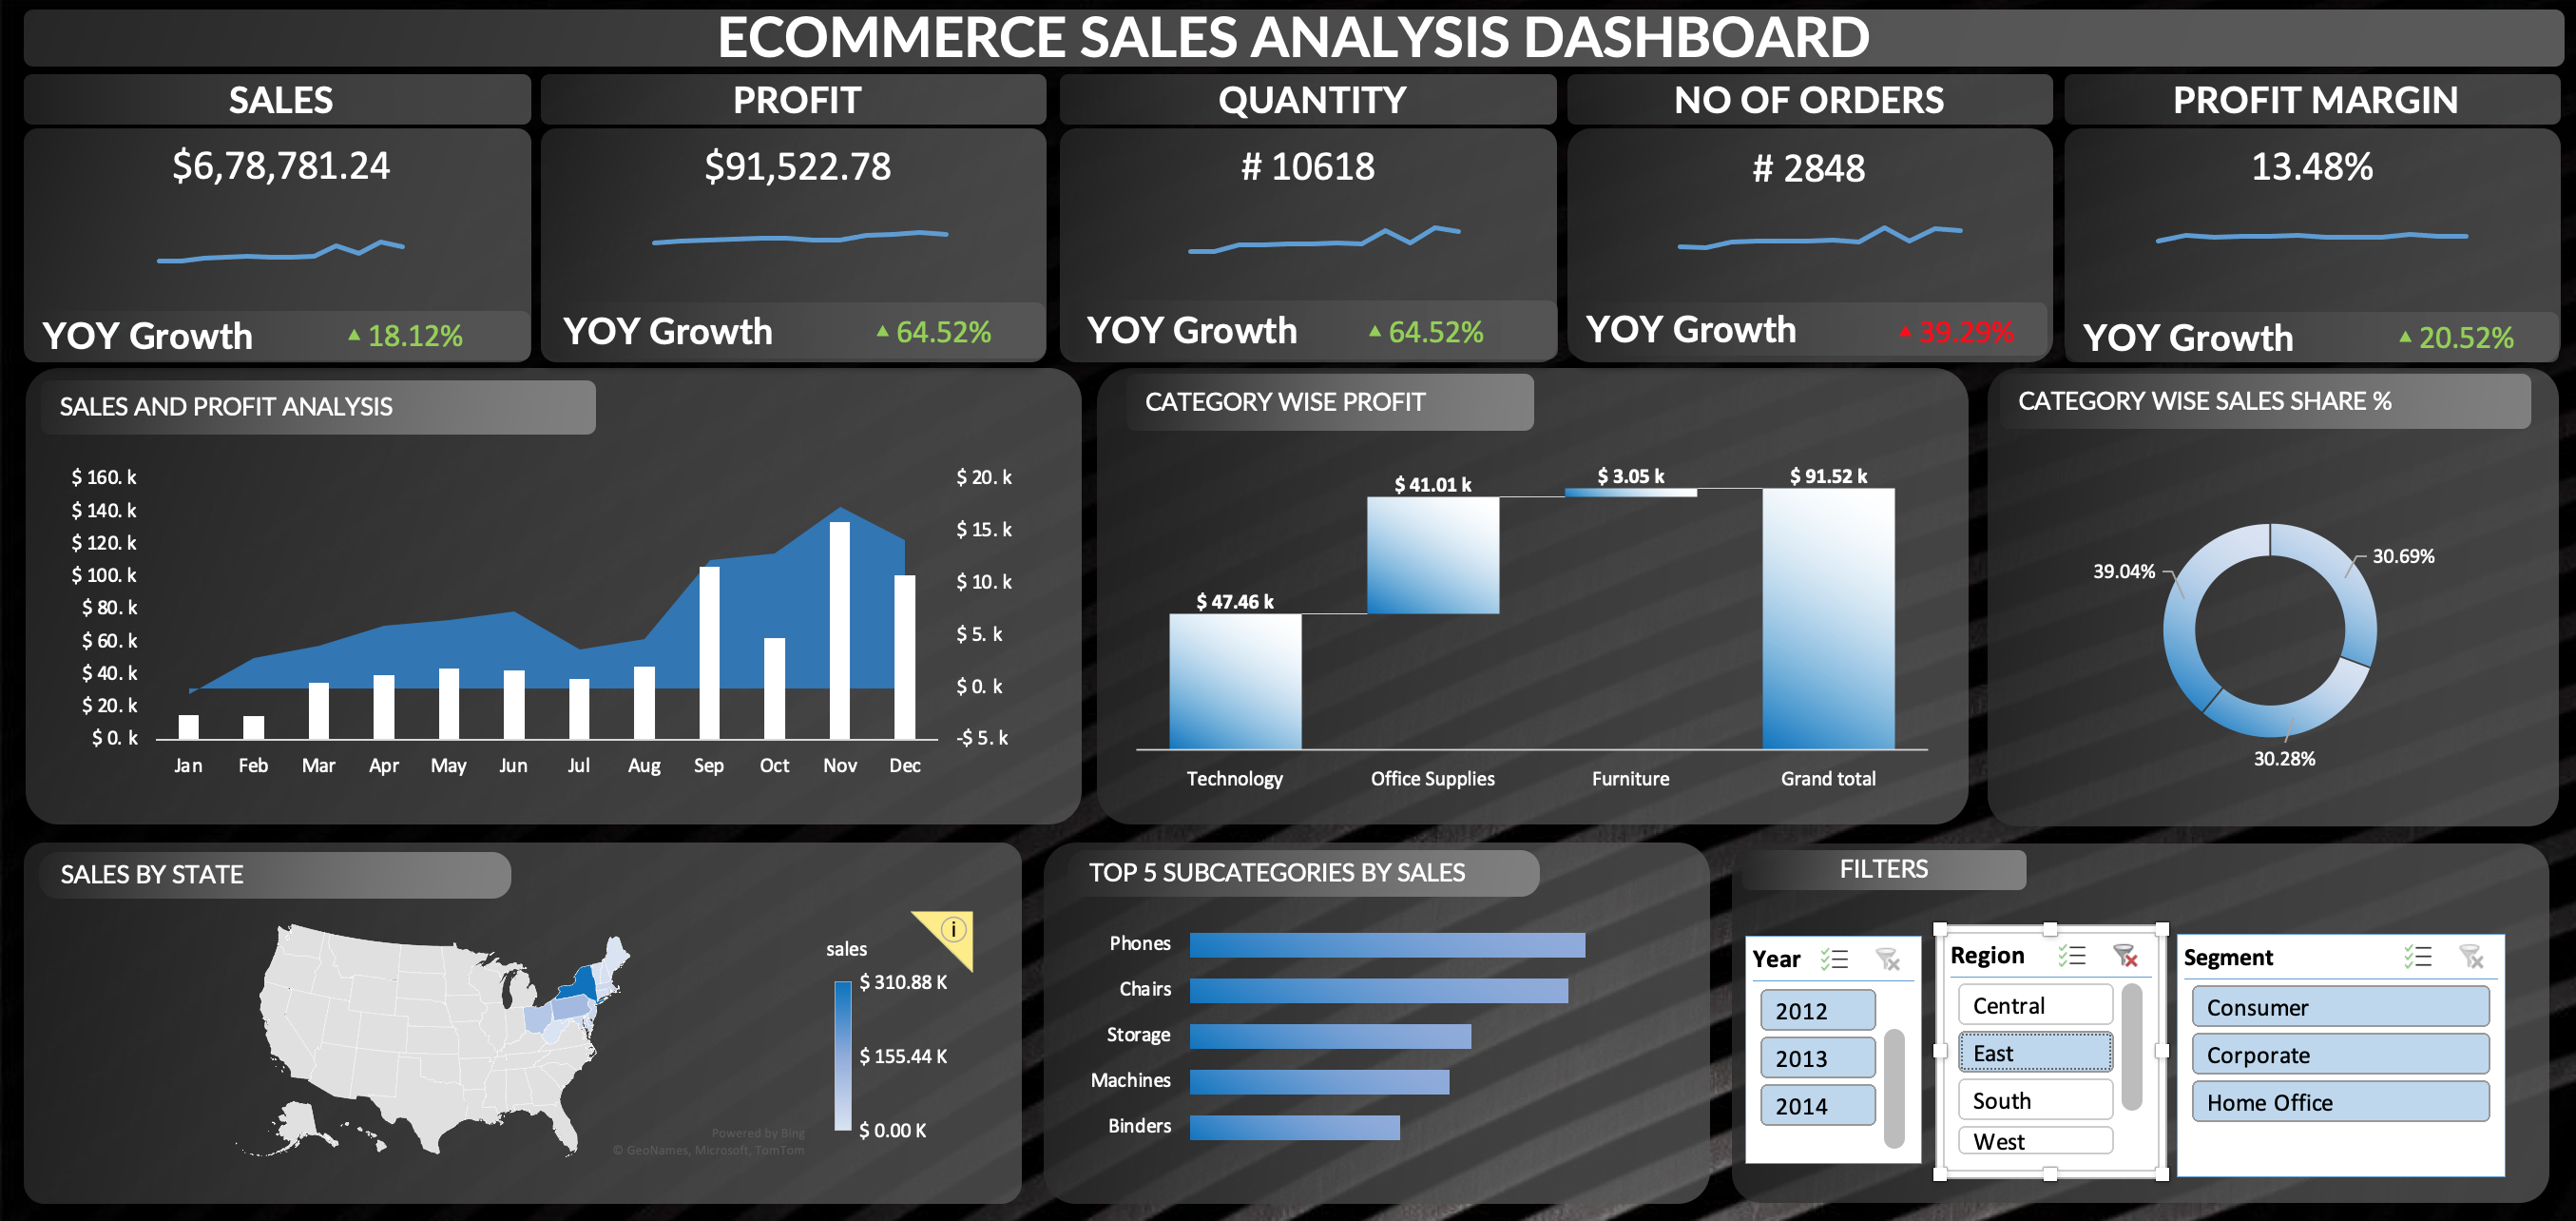 ECOMMERCE SALES ANALYSIS DASHBOARD
SALES
$6,78,781.24
YOY Growth ▲ 18.12%
PROFIT
$91,522.78
YOY Growth ▲ 64.52%
QUANTITY
# 10618
YOY Growth ▲ 64.52%
NO OF ORDERS
# 2848
YOY Growth ▲ 39.29%
PROFIT MARGIN
13.48%
YOY Growth ▲ 20.52%
SALES AND PROFIT ANALYSIS
$ 160. k
$ 140. k
$ 120. k
$ 100. k
$ 80. k
$ 60. k
$ 40. k
$ 20. k
$ 0. k
$ 20. k
$ 15. k
$ 10. k
$ 5. k
$ 0. k
-$ 5. k
Jan Feb Mar Apr May Jun Jul Aug Sep Oct Nov Dec
CATEGORY WISE PROFIT
$ 47.46 k
$ 41.01 k
$ 3.05 k
$ 91.52 k
Technology Office Supplies Furniture Grand total
CATEGORY WISE SALES SHARE %
30.69%
39.04%
30.28%
SALES BY STATE
sales
$ 310.88 K
$ 155.44 K
$ 0.00 K
i
Powered by Bing
© GeoNames, Microsoft, TomTom
TOP 5 SUBCATEGORIES BY SALES
Phones
Chairs
Storage
Machines
Binders
FILTERS
Year
2012
2013
2014
Region
Central
East
South
West
Segment
Consumer
Corporate
Home Office